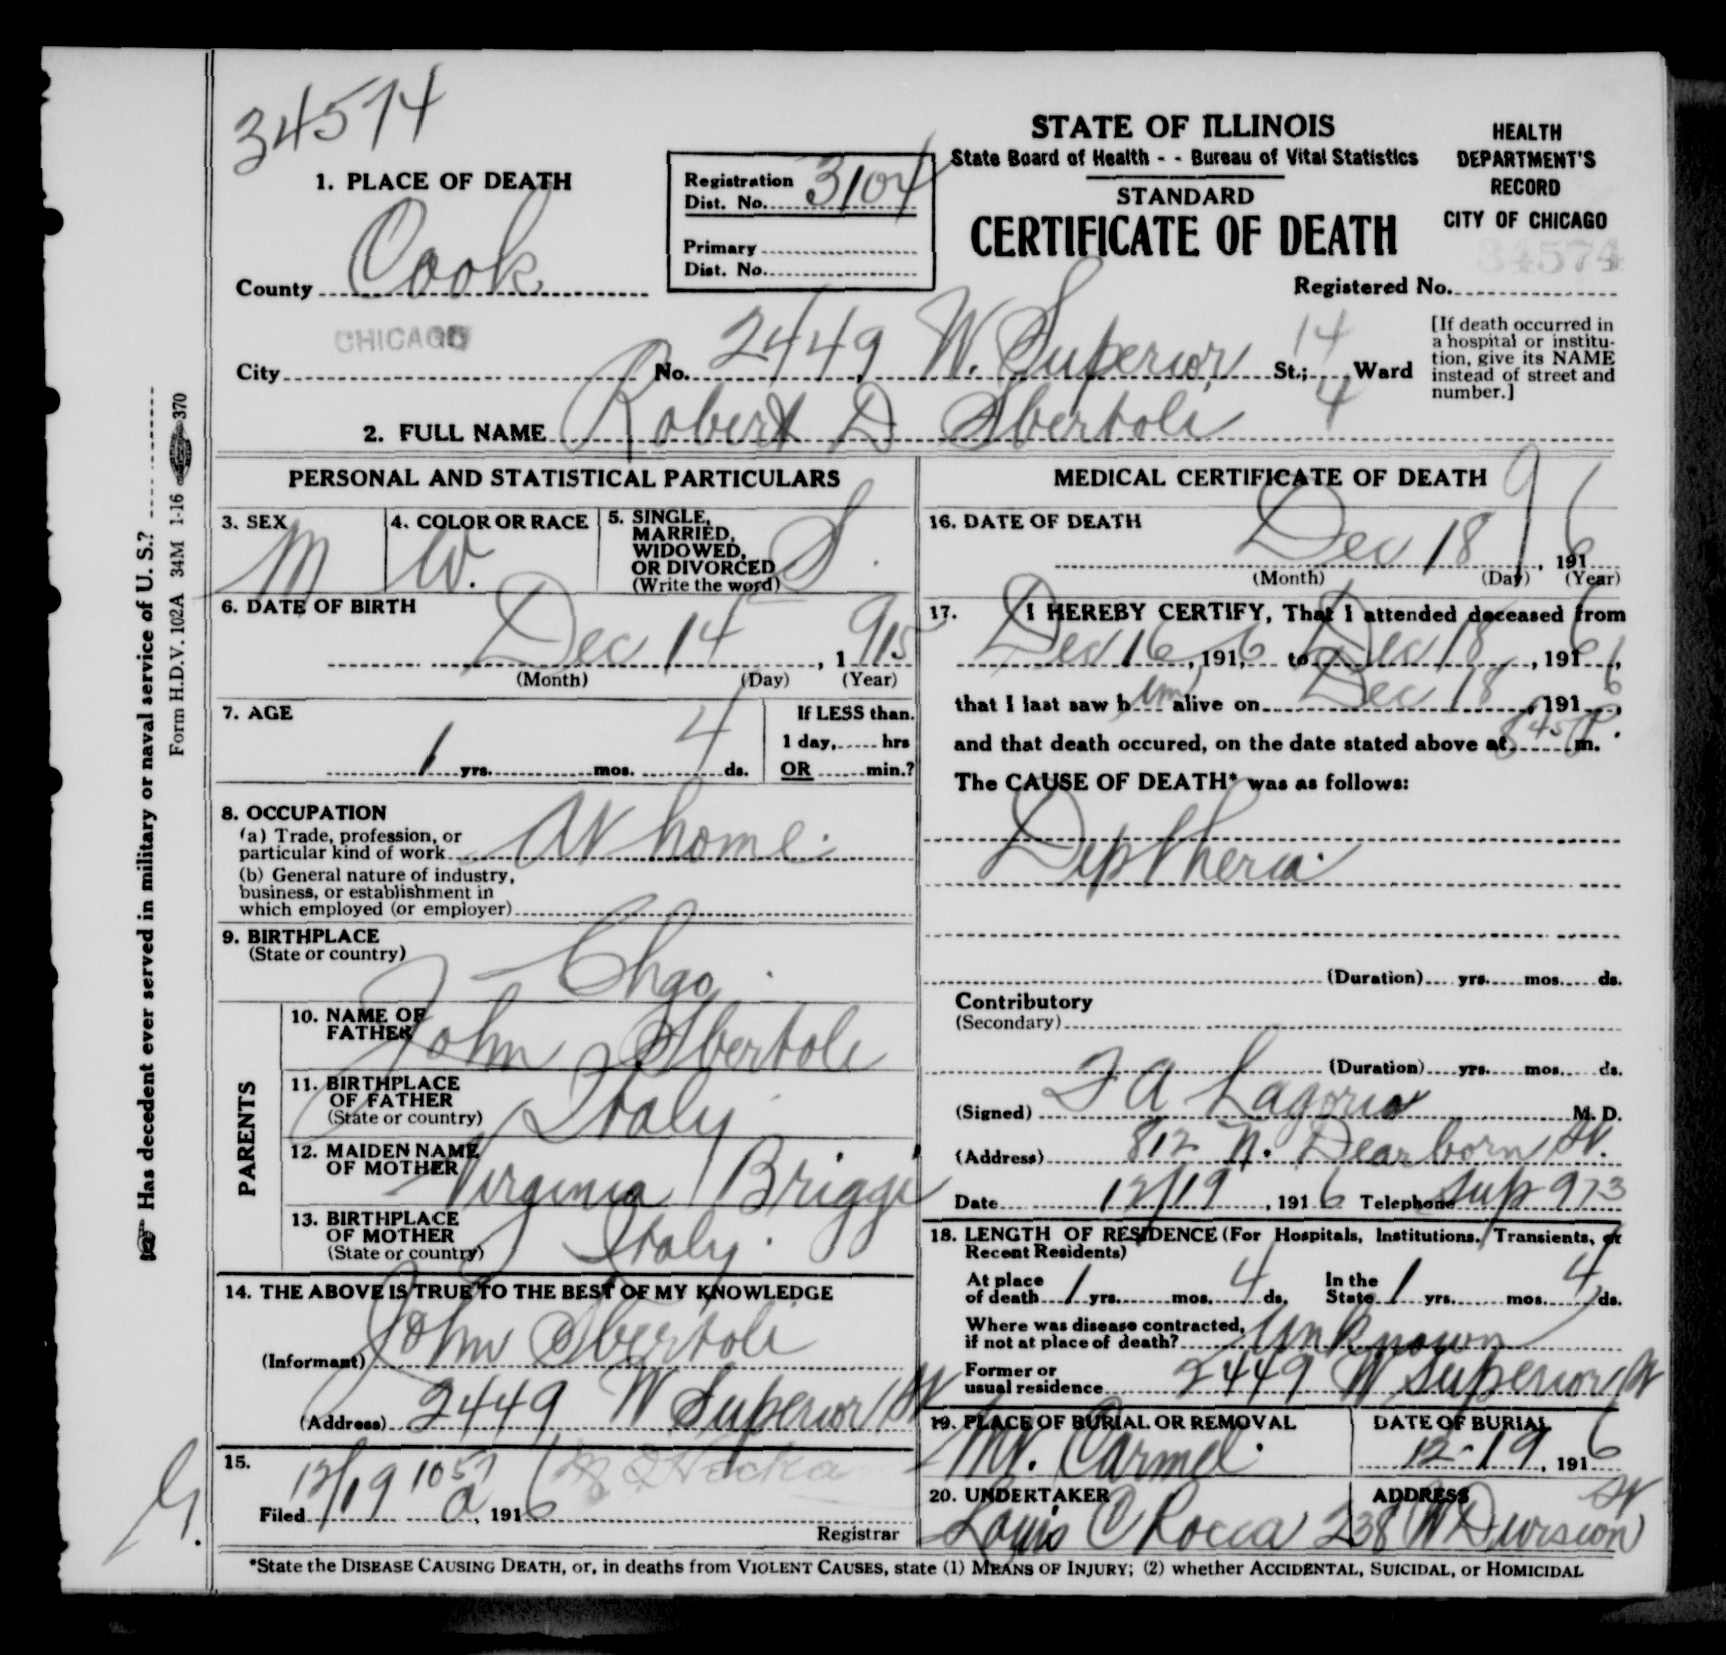 34574
STATE OF ILLINOIS
State Board of Health - - Bureau of Vital Statistics
STANDARD
CERTIFICATE OF DEATH
HEALTH
DEPARTMENT'S
RECORD
CITY OF CHICAGO
34574
Registered No.
1. PLACE OF DEATH
Registration
Dist. No. 3104
Primary
Dist. No.
County Cook
CHICAGO
City No. 2449 W. Superior St.; 14 Ward
4
[If death occurred in
a hospital or institu-
tion, give its NAME
instead of street and
number.]
2. FULL NAME Robert D Sbertoli
PERSONAL AND STATISTICAL PARTICULARS
3. SEX M
4. COLOR OR RACE W.
5. SINGLE,
MARRIED,
WIDOWED,
OR DIVORCED
(Write the word) S
6. DATE OF BIRTH
Dec 14, 1915
(Month) (Day) (Year)
7. AGE
1 yrs. mos. 4 ds.
If LESS than
1 day, hrs
OR min.?
8. OCCUPATION
(a) Trade, profession, or
particular kind of work At home
(b) General nature of industry,
business, or establishment in
which employed (or employer)
9. BIRTHPLACE
(State or country) Chgo
PARENTS
10. NAME OF
FATHER John Sbertoli
11. BIRTHPLACE
OF FATHER
(State or country) Italy
12. MAIDEN NAME
OF MOTHER Virginia Briggi
13. BIRTHPLACE
OF MOTHER
(State or country) Italy
14. THE ABOVE IS TRUE TO THE BEST OF MY KNOWLEDGE
(Informant) John Sbertoli
(Address) 2449 W Superior St
15.
Filed 12/19 105 a, 1916
Registrar
MEDICAL CERTIFICATE OF DEATH
96
16. DATE OF DEATH
Dec 18, 1916
(Month) (Day) (Year)
17. I HEREBY CERTIFY, That I attended deceased from
Dec 16, 1916 to Dec 18, 1916,
that I last saw him alive on Dec 18, 1916,
and that death occured, on the date stated above at 845 P. m.
The CAUSE OF DEATH* was as follows:
Diptheria
(Duration) yrs. mos. ds.
Contributory
(Secondary)
(Duration) yrs. mos. ds.
(Signed) F A Lagorio M. D.
(Address) 812 N. Dearborn St.
Date 12/19, 1916 Telephone Sup 973
18. LENGTH OF RESIDENCE (For Hospitals, Institutions, Transients, or
Recent Residents)
At place
of death 1 yrs. mos. 4 ds.
In the
State 1 yrs. mos. 4 ds.
Where was disease contracted,
if not at place of death? Unknown
Former or
usual residence 2449 W Superior St
19. PLACE OF BURIAL OR REMOVAL
Mt. Carmel
DATE OF BURIAL
12-19, 1916
20. UNDERTAKER
Louis C Rocca
ADDRESS
238 W Division St
*State the DISEASE CAUSING DEATH, or, in deaths from VIOLENT CAUSES, state (1) MEANS OF INJURY; (2) whether ACCIDENTAL, SUICIDAL, or HOMICIDAL
Has decedent ever served in military or naval service of U. S.?
Form H.D.V. 102A 34M 1-16 370